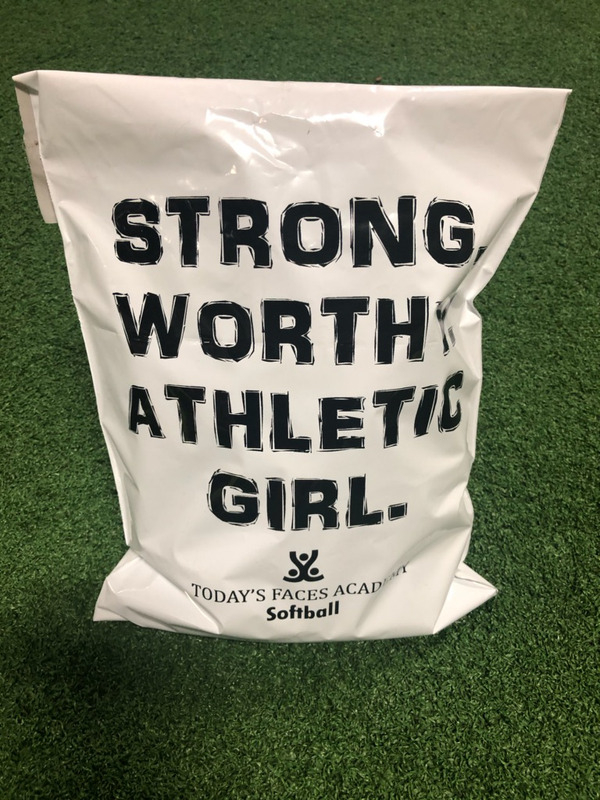 STRONG.
WORTHY
ATHLETIC
GIRL.
TODAY'S FACES ACADEMY
Softball